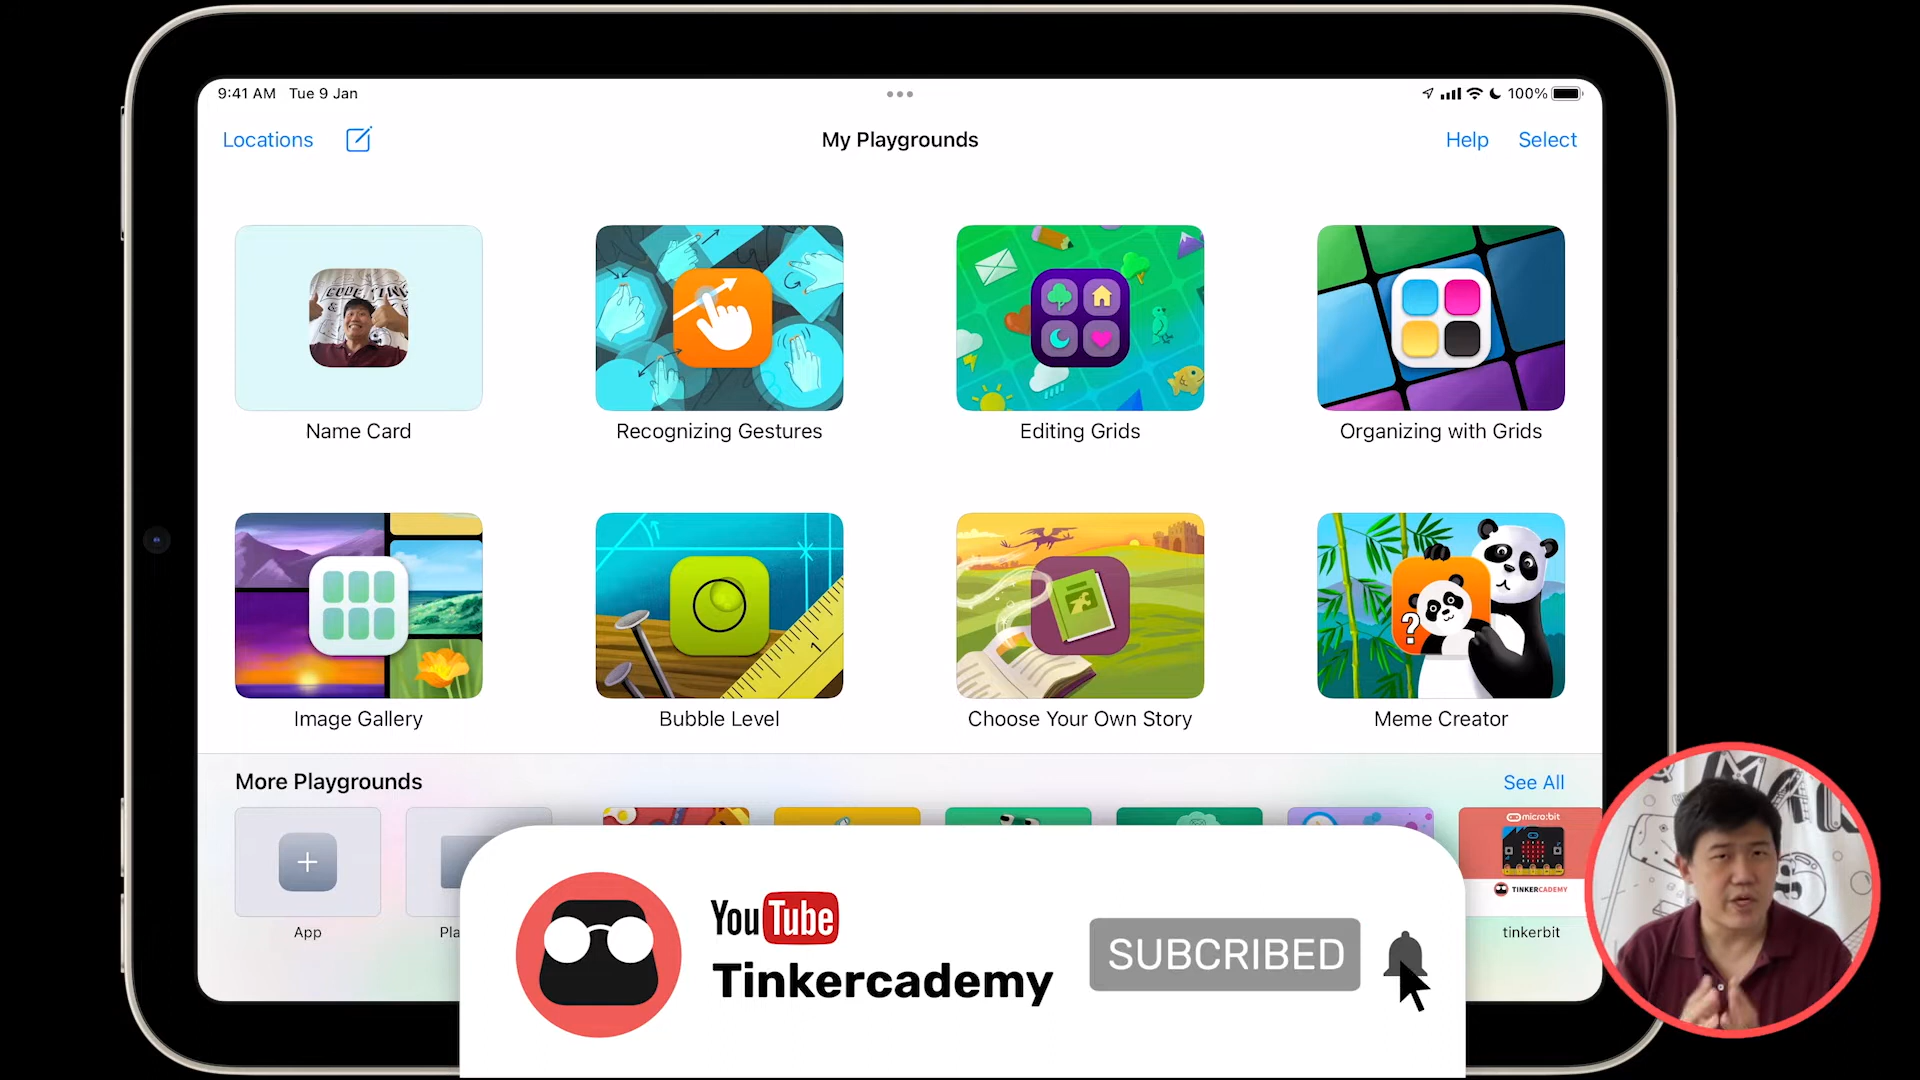 9:41 AM Tue 9 Jan
100%
Locations
My Playgrounds
Help Select
Name Card
Recognizing Gestures
Editing Grids
Organizing with Grids
?
1
Image Gallery
Bubble Level
Choose Your Own Story
Meme Creator
More Playgrounds
See All
micro:bit
TINKERCADEMY
App
Pla
tinkerbit
YouTube
Tinkercademy
SUBCRIBED